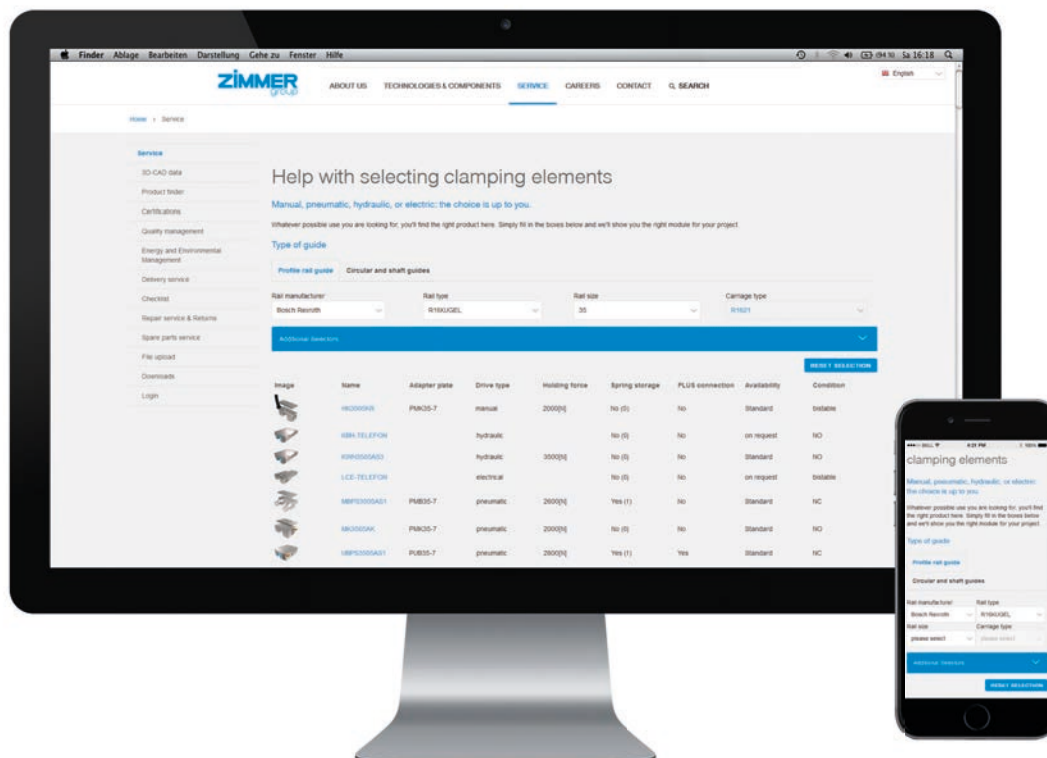 Finder Ablage Bearbeiten Darstellung Gehe zu Fenster Hilfe
Sa 16:18
ZIMMER
group
ABOUT US TECHNOLOGIES & COMPONENTS SERVICE CAREERS CONTACT SEARCH
English
Home › Service
Service
3D-CAD data
Product finder
Certifications
Quality management
Energy and Environmental
Management
Delivery service
Checklist
Repair service & Returns
Spare parts service
File upload
Downloads
Login
Help with selecting clamping elements
Manual, pneumatic, hydraulic, or electric: the choice is up to you.
Whatever possible use you are looking for, you'll find the right product here. Simply fill in the boxes below and we'll show you the right module for your project
Type of guide
Profile rail guide Circular and shaft guides
Rail manufacturer Rail type Rail size Carriage type
Bosch Rexroth R16KUGEL 35 R1621
Additional Selectors
RESET SELECTION
Image Name Adapter plate Drive type Holding force Spring storage PLUS connection Availability Condition
PMK35-7 manual 2000[N] No (0) No Standard bistable
KBH-TELEFON hydraulic No (0) No on request NO
hydraulic 3500[N] No (0) No Standard NO
LCE-TELEFON electrical No (0) No on request bistable
MBPS3505AS1 PMB35-7 pneumatic 2600[N] Yes (1) No Standard NC
MK3505AK PMK35-7 pneumatic 2000[N] No (0) No Standard NO
UBPS3505AS1 PUB35-7 pneumatic 2800[N] Yes (1) Yes Standard NC
BELL 4:21 PM 100%
clamping elements
Manual, pneumatic, hydraulic, or electric:
the choice is up to you.
Whatever possible use you are looking for, you'll find
the right product here. Simply fill in the boxes below
and we'll show you the right module for your project
Type of guide
Profile rail guide
Circular and shaft guides
Rail manufacturer Rail type
Bosch Rexroth R16KUGEL
Rail size Carriage type
please select please select
Additional Selectors
RESET SELECTION